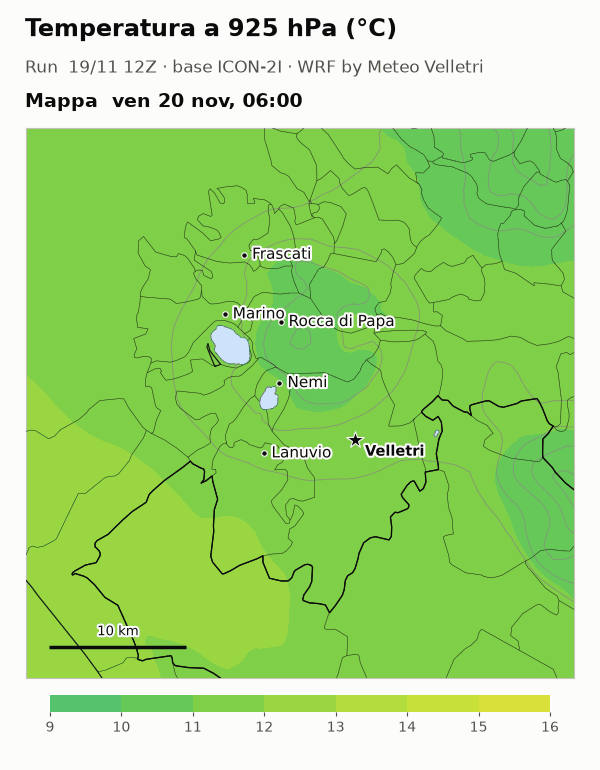 Temperatura a 925 hPa (°C)
Run  19/11 12Z · base ICON-2I · WRF by Meteo Velletri
Mappa  ven 20 nov, 06:00
Frascati
Marino
Rocca di Papa
Nemi
Velletri
Lanuvio
10 km
9 10 11 12 13 14 15 16